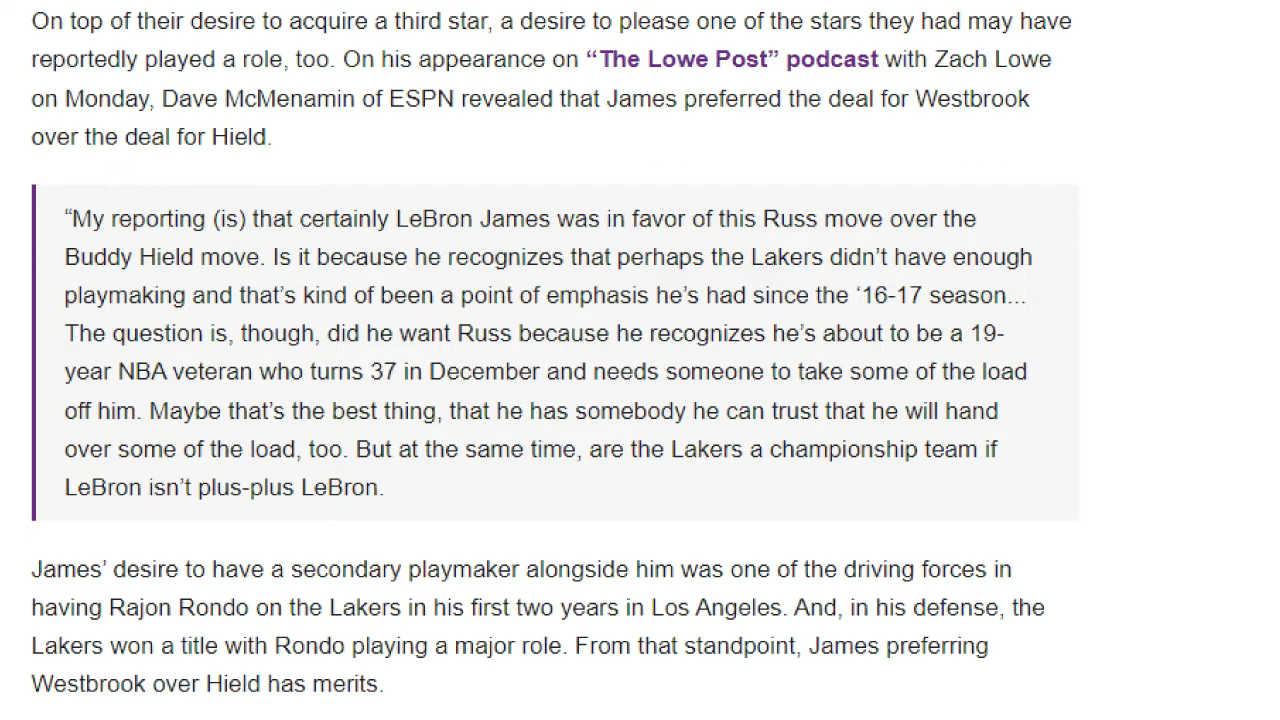 On top of their desire to acquire a third star, a desire to please one of the stars they had may have
reportedly played a role, too. On his appearance on “The Lowe Post” podcast with Zach Lowe
on Monday, Dave McMenamin of ESPN revealed that James preferred the deal for Westbrook
over the deal for Hield.
“My reporting (is) that certainly LeBron James was in favor of this Russ move over the
Buddy Hield move. Is it because he recognizes that perhaps the Lakers didn’t have enough
playmaking and that’s kind of been a point of emphasis he’s had since the ‘16-17 season...
The question is, though, did he want Russ because he recognizes he’s about to be a 19-
year NBA veteran who turns 37 in December and needs someone to take some of the load
off him. Maybe that’s the best thing, that he has somebody he can trust that he will hand
over some of the load, too. But at the same time, are the Lakers a championship team if
LeBron isn’t plus-plus LeBron.
James’ desire to have a secondary playmaker alongside him was one of the driving forces in
having Rajon Rondo on the Lakers in his first two years in Los Angeles. And, in his defense, the
Lakers won a title with Rondo playing a major role. From that standpoint, James preferring
Westbrook over Hield has merits.